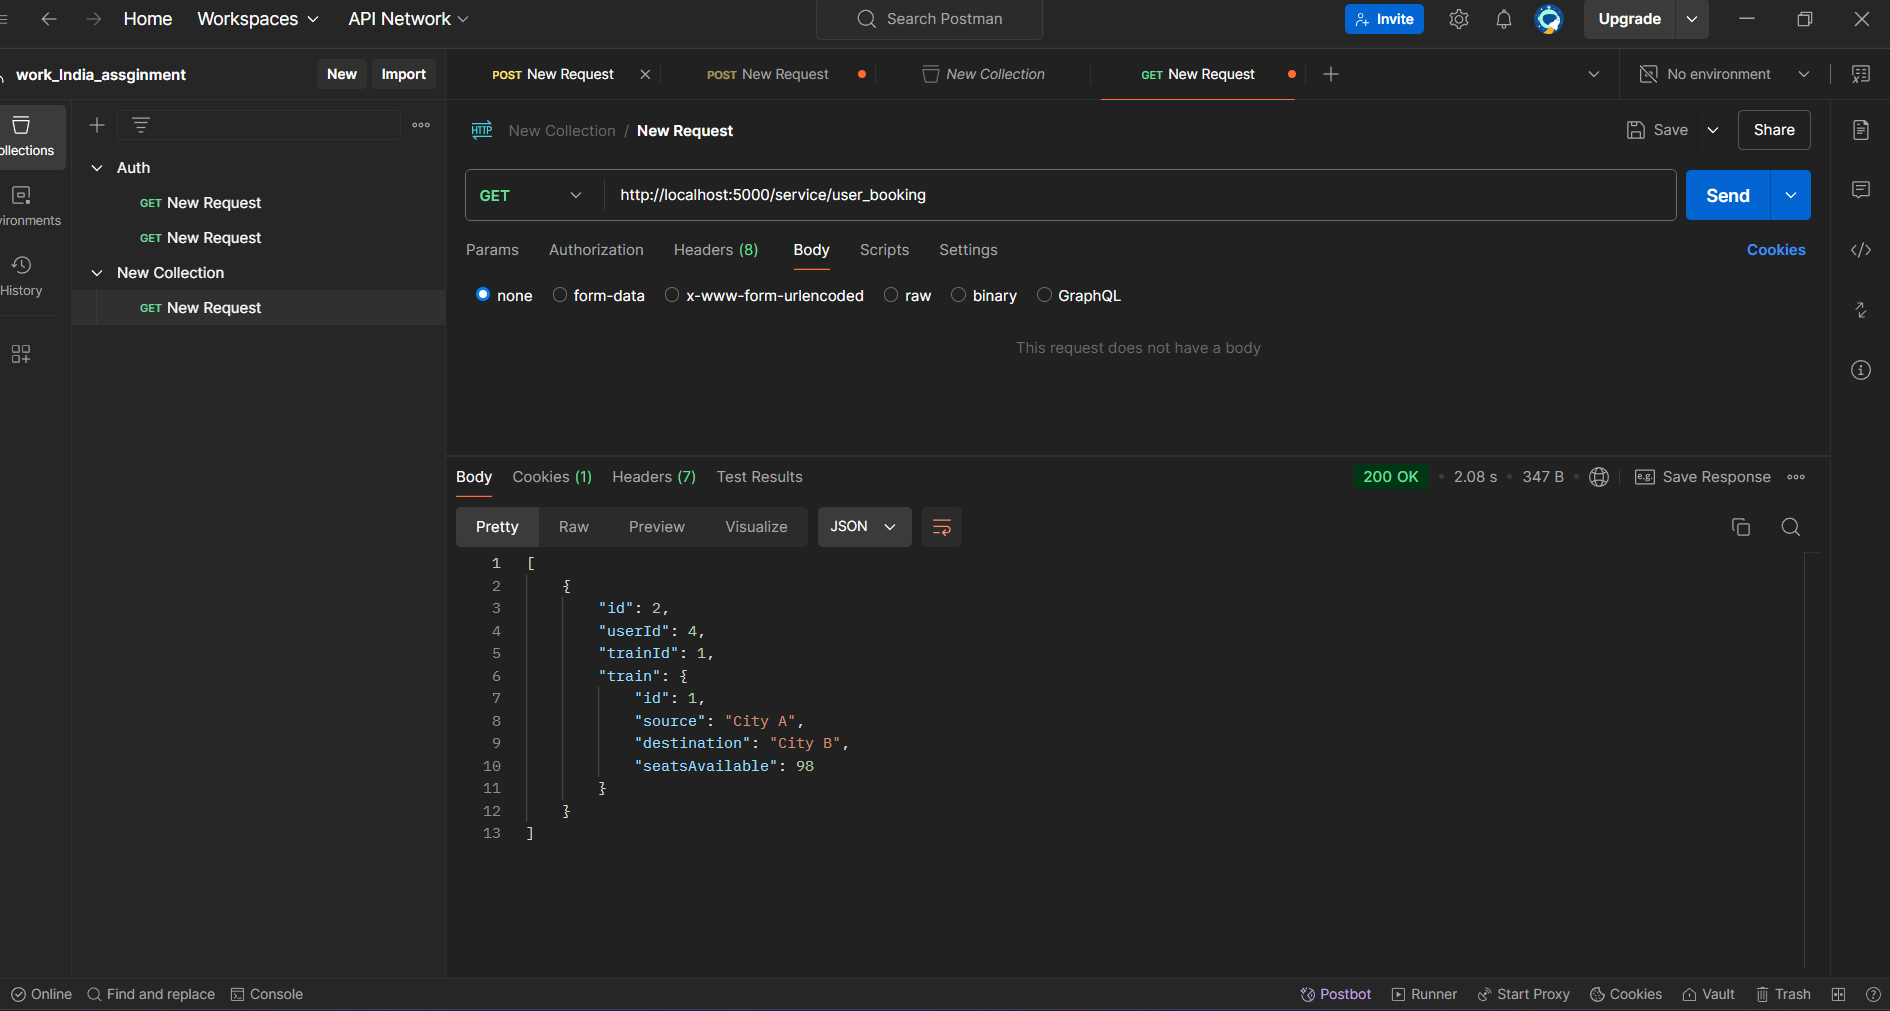 Home Workspaces API Network Search Postman Invite Upgrade
work_India_assginment New Import POST New Request POST New Request New Collection GET New Request No environment
ollections
vironments
History
Auth
GET New Request
GET New Request
New Collection
GET New Request
HTTP New Collection / New Request Save Share
GET http://localhost:5000/service/user_booking Send
Params Authorization Headers (8) Body Scripts Settings Cookies
none form-data x-www-form-urlencoded raw binary GraphQL
This request does not have a body
Body Cookies (1) Headers (7) Test Results 200 OK • 2.08 s • 347 B • e.g. Save Response
Pretty Raw Preview Visualize JSON
1 [
2 {
3 "id": 2,
4 "userId": 4,
5 "trainId": 1,
6 "train": {
7 "id": 1,
8 "source": "City A",
9 "destination": "City B",
10 "seatsAvailable": 98
11 }
12 }
13 ]
Online Find and replace Console Postbot Runner Start Proxy Cookies Vault Trash